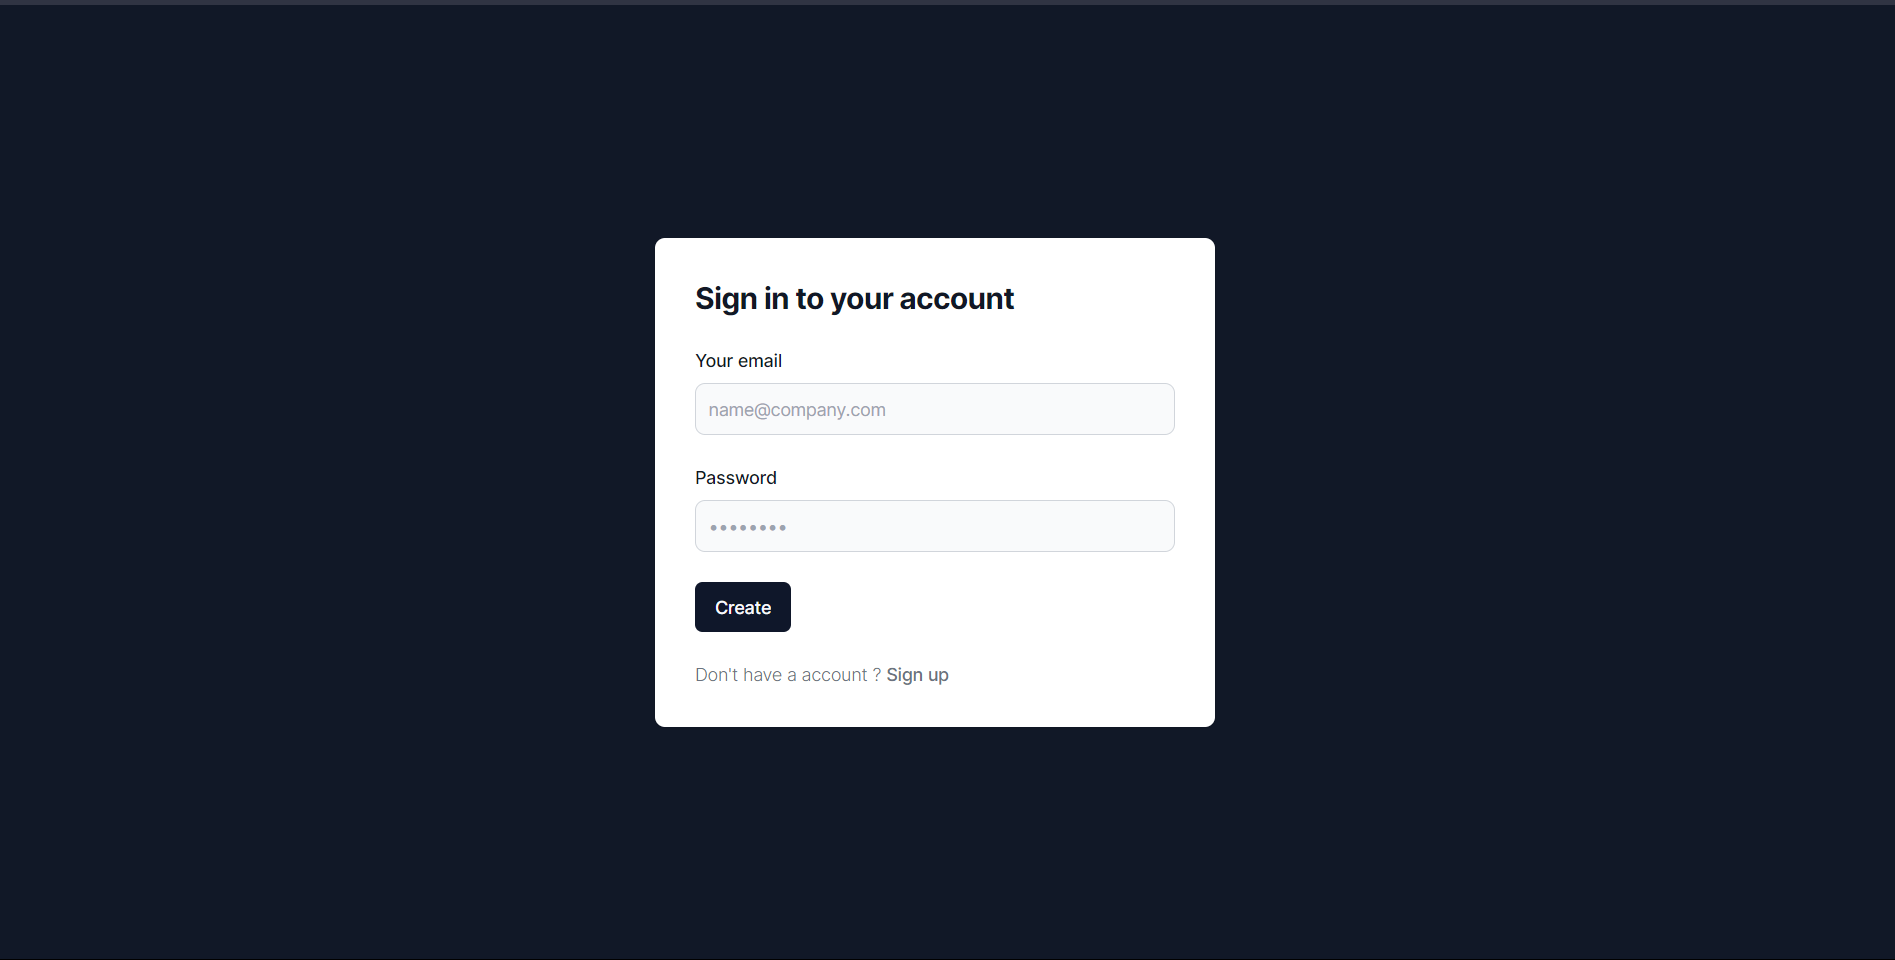 Sign in to your account
Your email
name@company.com
Password
••••••••
Create
Don't have a account ? Sign up